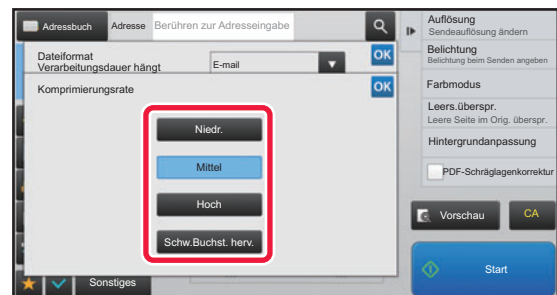 Adressbuch
Adresse
Berühren zur Adresseingabe
Dateiformat
Verarbeitungsdauer hängt
E-mail
OK
Komprimierungsrate
OK
Niedr.
Mittel
Hoch
Schw.Buchst. herv.
Sonstiges
Auflösung
Sendeauflösung ändern
Belichtung
Belichtung beim Senden angeben
Farbmodus
Leers.überspr.
Leere Seite im Orig. überspr.
Hintergrundanpassung
PDF-Schräglagenkorrektur
Vorschau
CA
Start